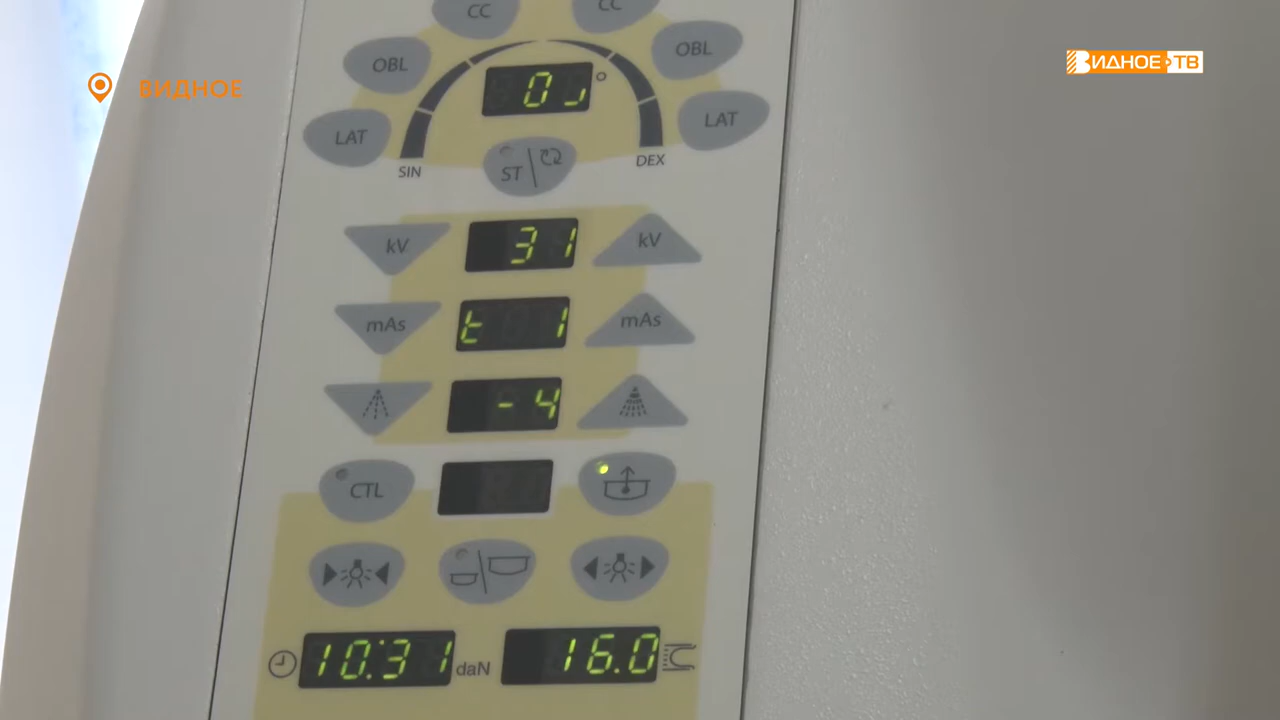 CC CC
OBL OBL
ВИДНОЕ
ВИДНОЕ ТВ
LAT LAT
0
SIN DEX
ST
kV 31 kV
mAs t 1 mAs
-4
CTL
10:31 daN 16.0